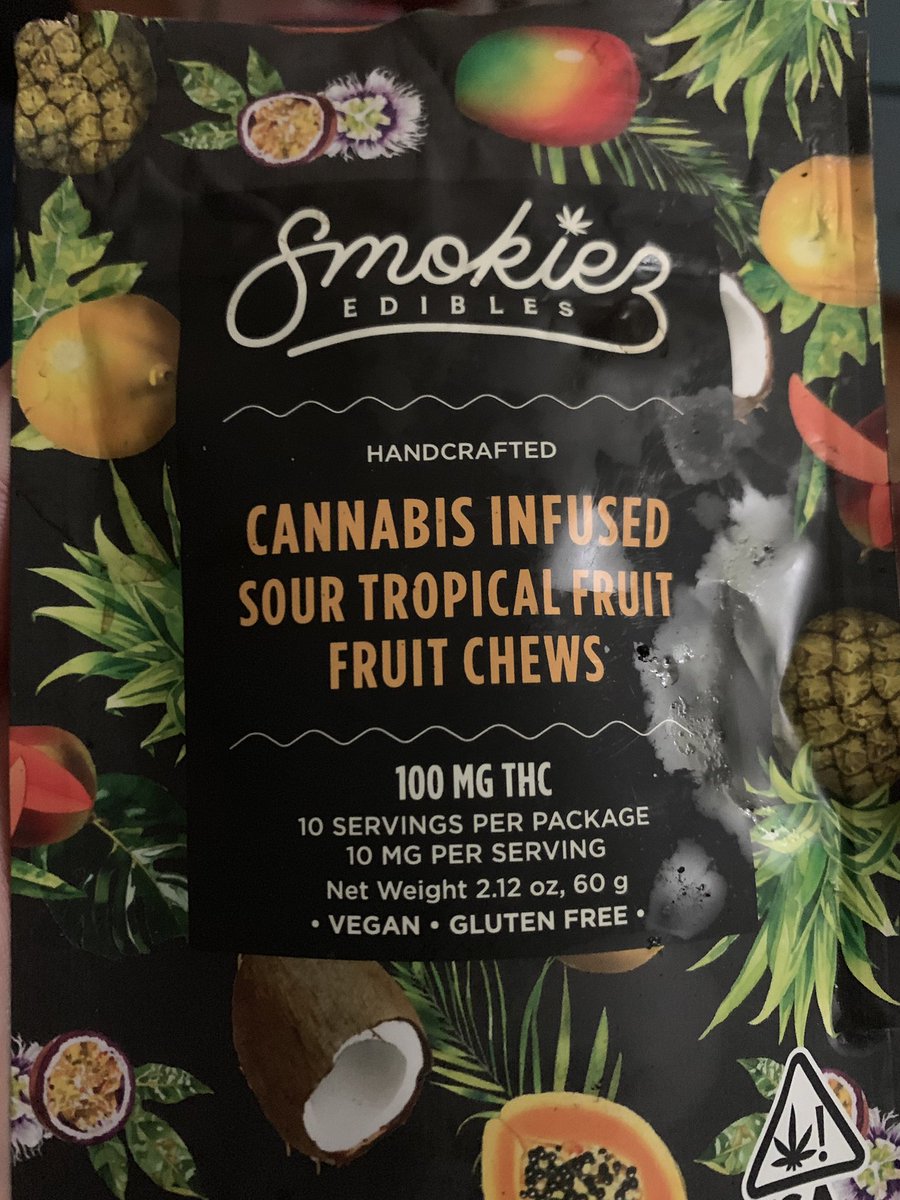 Smokiez
EDIBLES
HANDCRAFTED
CANNABIS INFUSED
SOUR TROPICAL FRUIT
FRUIT CHEWS
100 MG THC
10 SERVINGS PER PACKAGE
10 MG PER SERVING
Net Weight 2.12 oz, 60 g
• VEGAN • GLUTEN FREE •
!